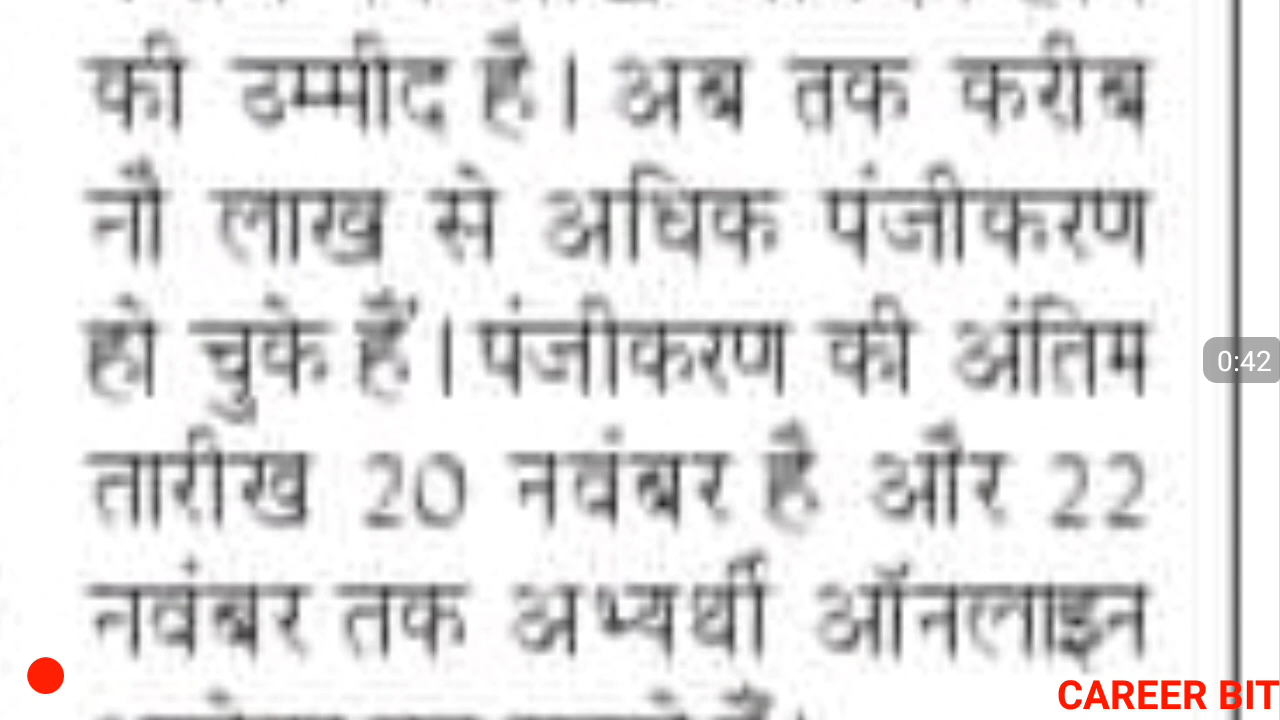 की उम्मीद है। अब तक करीब
नौ लाख से अधिक पंजीकरण
हो चुके हैं। पंजीकरण की अंतिम
तारीख 20 नवंबर है और 22
नवंबर तक अभ्यर्थी ऑनलाइन
0:42
CAREER BIT